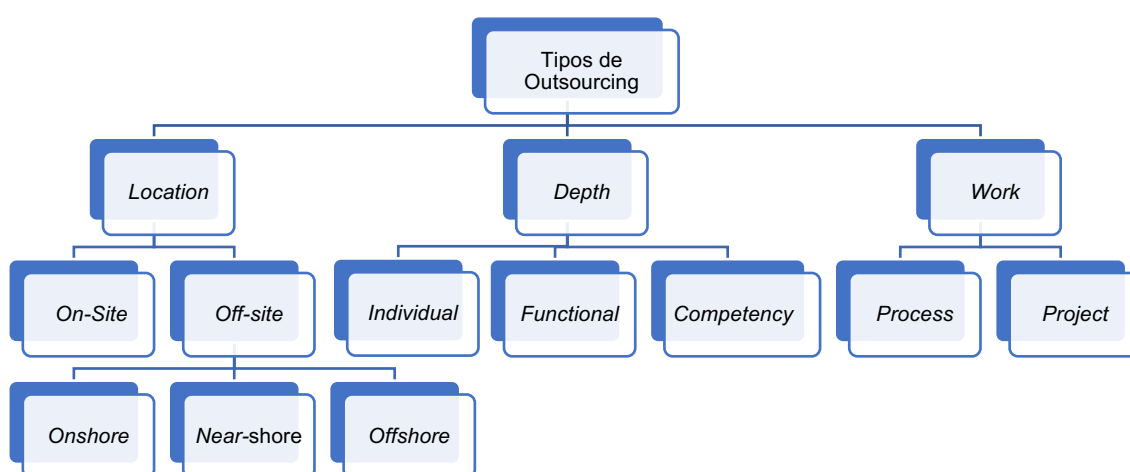 Tipos de
Outsourcing
Location
Depth
Work
On-Site
Off-site
Individual
Functional
Competency
Process
Project
Onshore
Near-shore
Offshore